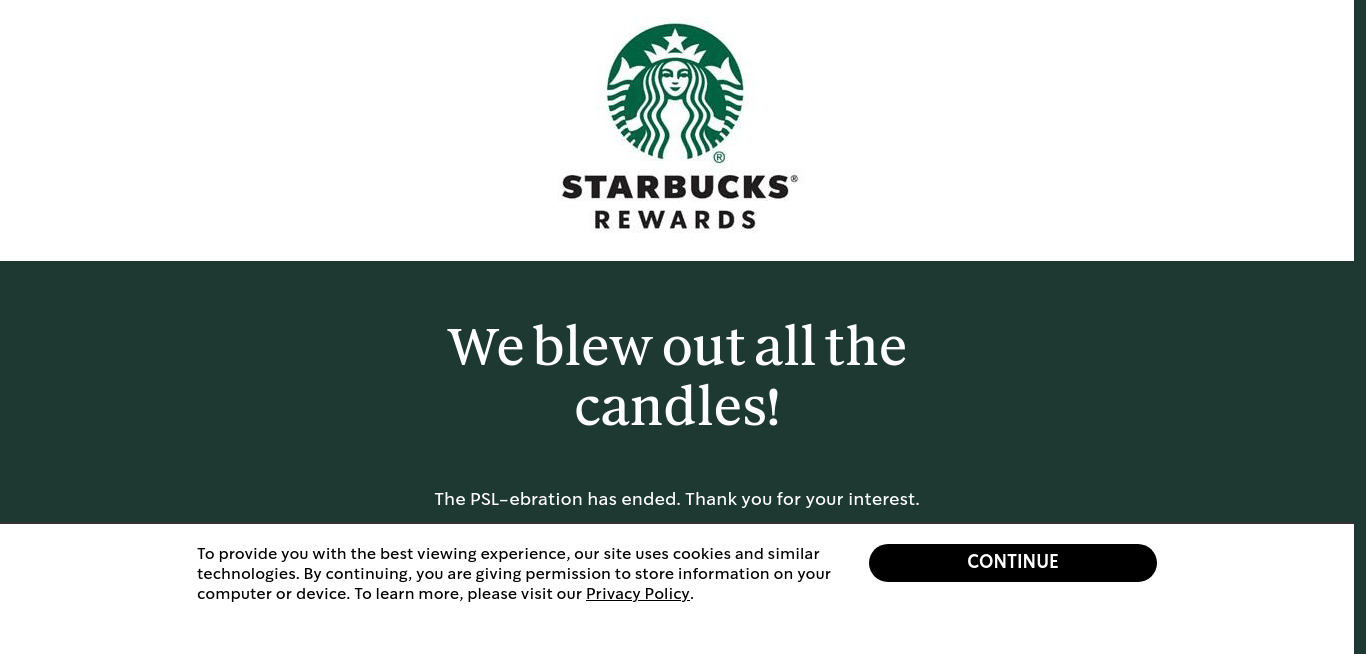 ®
STARBUCKS®
REWARDS
We blew out all the
candles!
The PSL-ebration has ended. Thank you for your interest.
To provide you with the best viewing experience, our site uses cookies and similar
technologies. By continuing, you are giving permission to store information on your
computer or device. To learn more, please visit our Privacy Policy.
CONTINUE